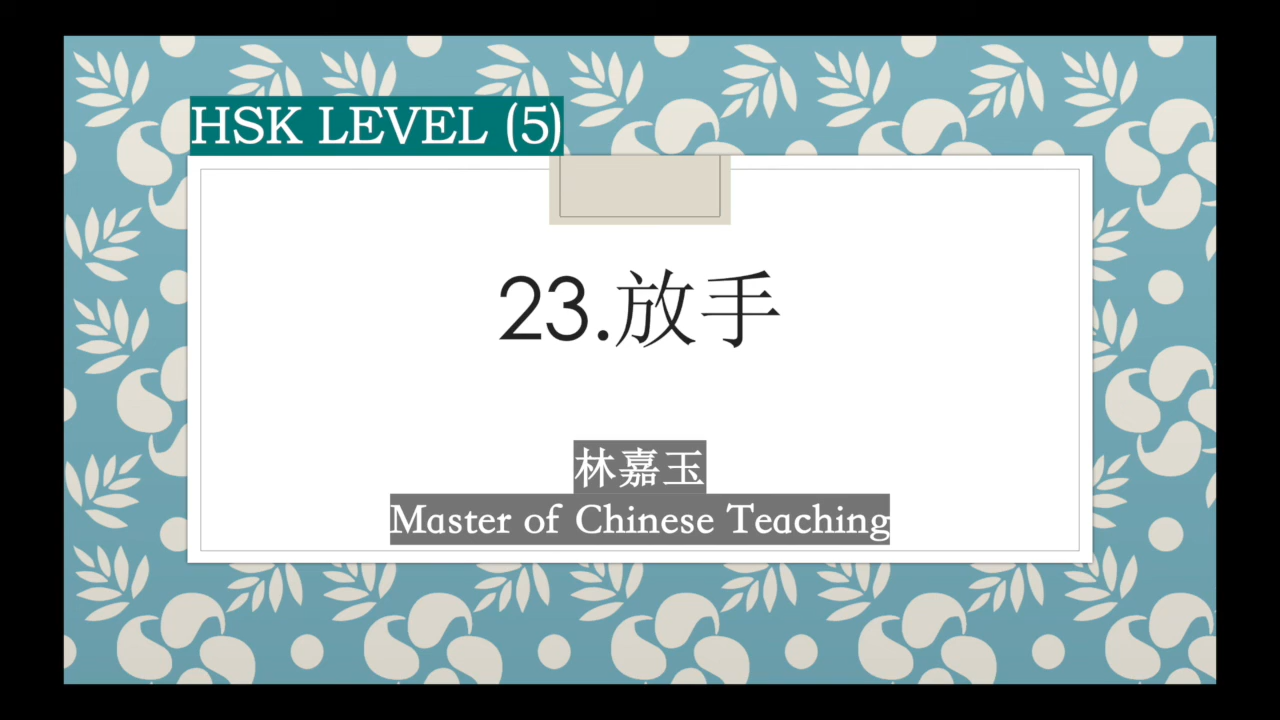 HSK LEVEL (5)
23.放手
林嘉玉
Master of Chinese Teaching